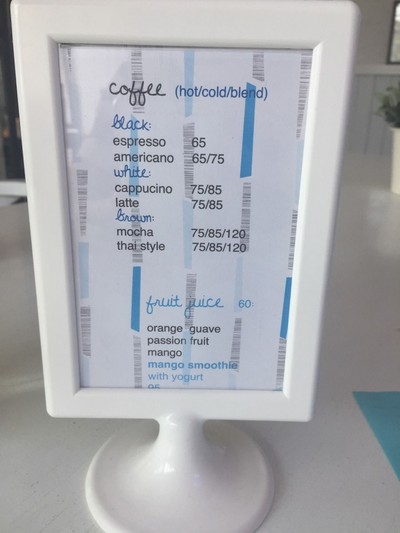 coffee (hot/cold/blend)
black:
espresso 65
americano 65/75
white:
cappucino 75/85
latte 75/85
brown:
mocha 75/85/120
thai style 75/85/120
fruit juice 60:
orange guave
passion fruit
mango
mango smoothie
with yogurt
95